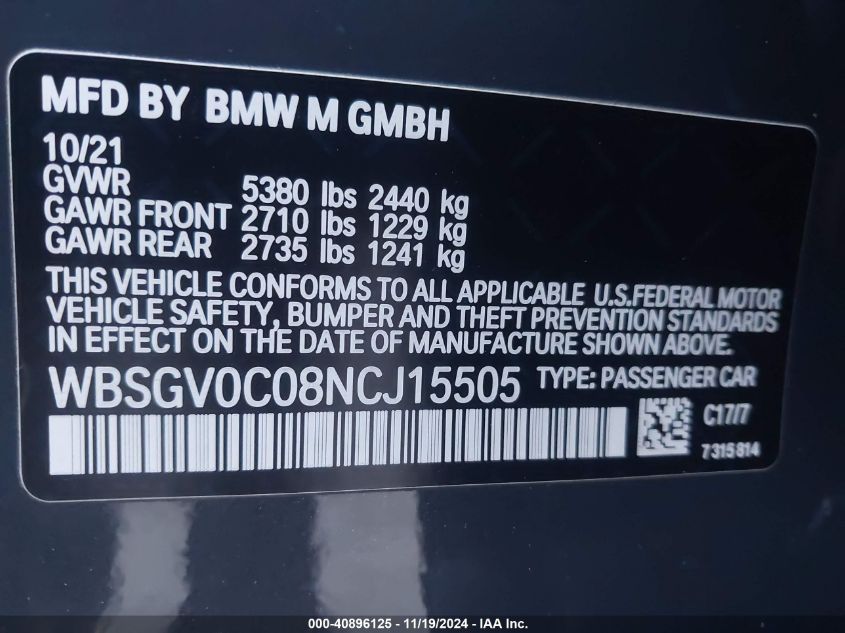 MFD BY BMW M GMBH
10/21
GVWR 5380 lbs 2440 kg
GAWR FRONT 2710 lbs 1229 kg
GAWR REAR 2735 lbs 1241 kg
THIS VEHICLE CONFORMS TO ALL APPLICABLE U.S.FEDERAL MOTOR
VEHICLE SAFETY, BUMPER AND THEFT PREVENTION STANDARDS
IN EFFECT ON THE DATE OF MANUFACTURE SHOWN ABOVE.
WBSGV0C08NCJ15505 TYPE: PASSENGER CAR
C17/7
7315814
000-40896125 - 11/19/2024 - IAA Inc.